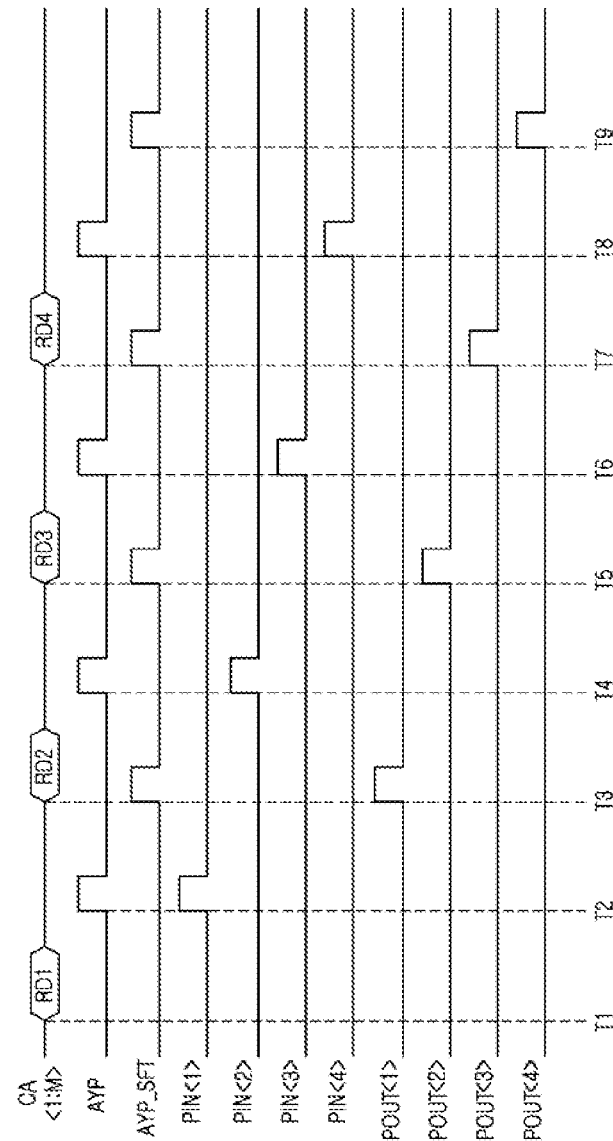 CA
<1:M>
RD1
RD2
RD3
RD4
AYP
AYP_SFT
PIN<1>
PIN<2>
PIN<3>
PIN<4>
POUT<1>
POUT<2>
POUT<3>
POUT<4>
T1
T2
T3
T4
T5
T6
T7
T8
T9